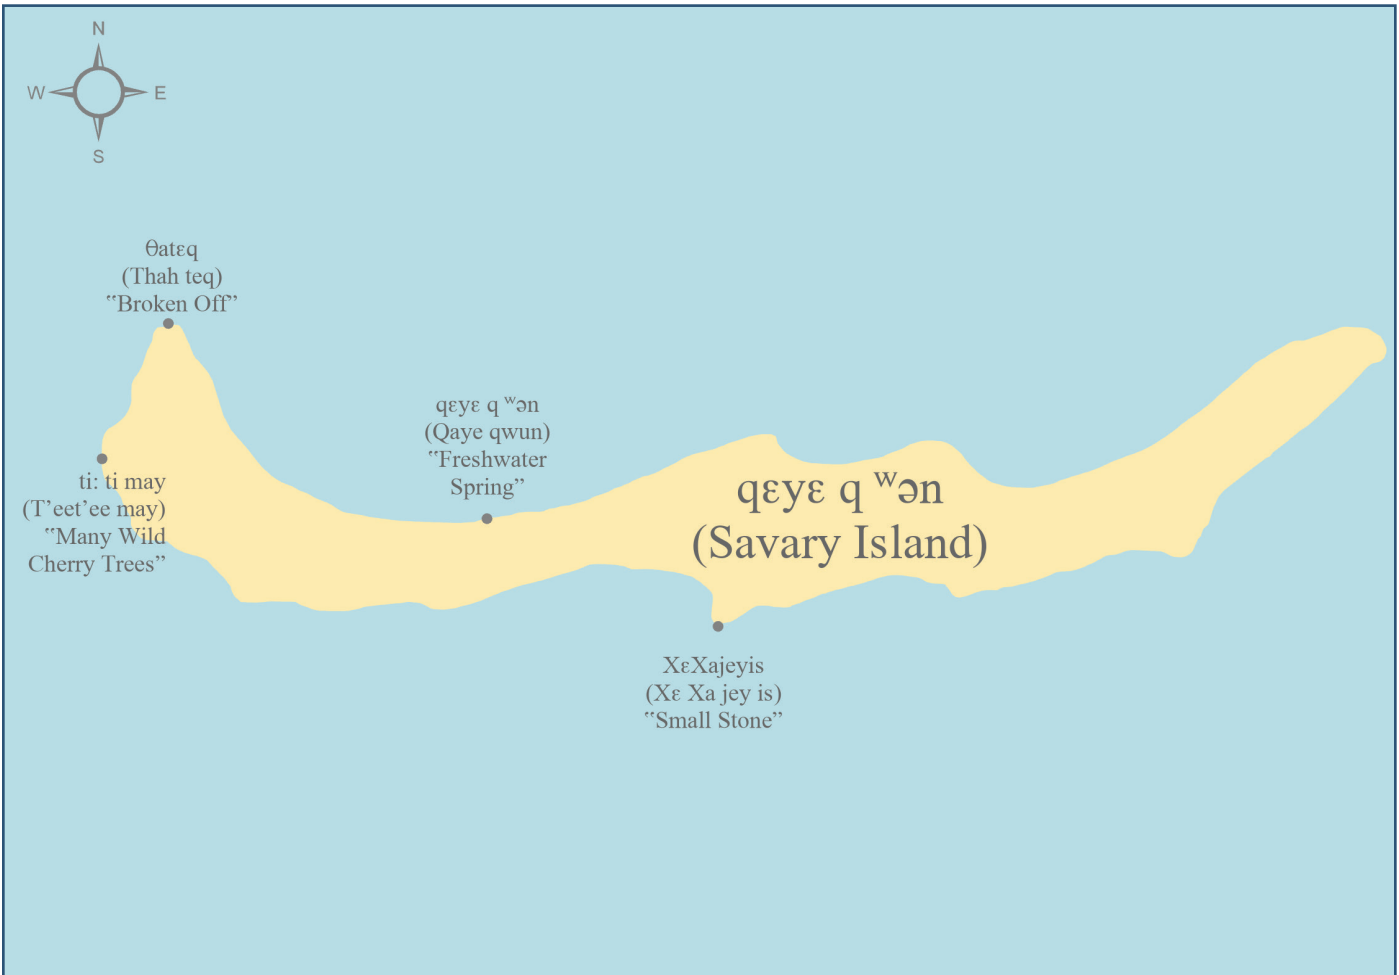 N
W E
S
θatɛq
(Thah teq)
“Broken Off”
qɛyɛ q ʷən
(Qaye qwun)
“Freshwater
Spring”
ti: ti may
(T’eet’ee may)
“Many Wild
Cherry Trees”
qɛyɛ q ʷən
(Savary Island)
XɛXajeyis
(Xɛ Xa jey is)
“Small Stone”